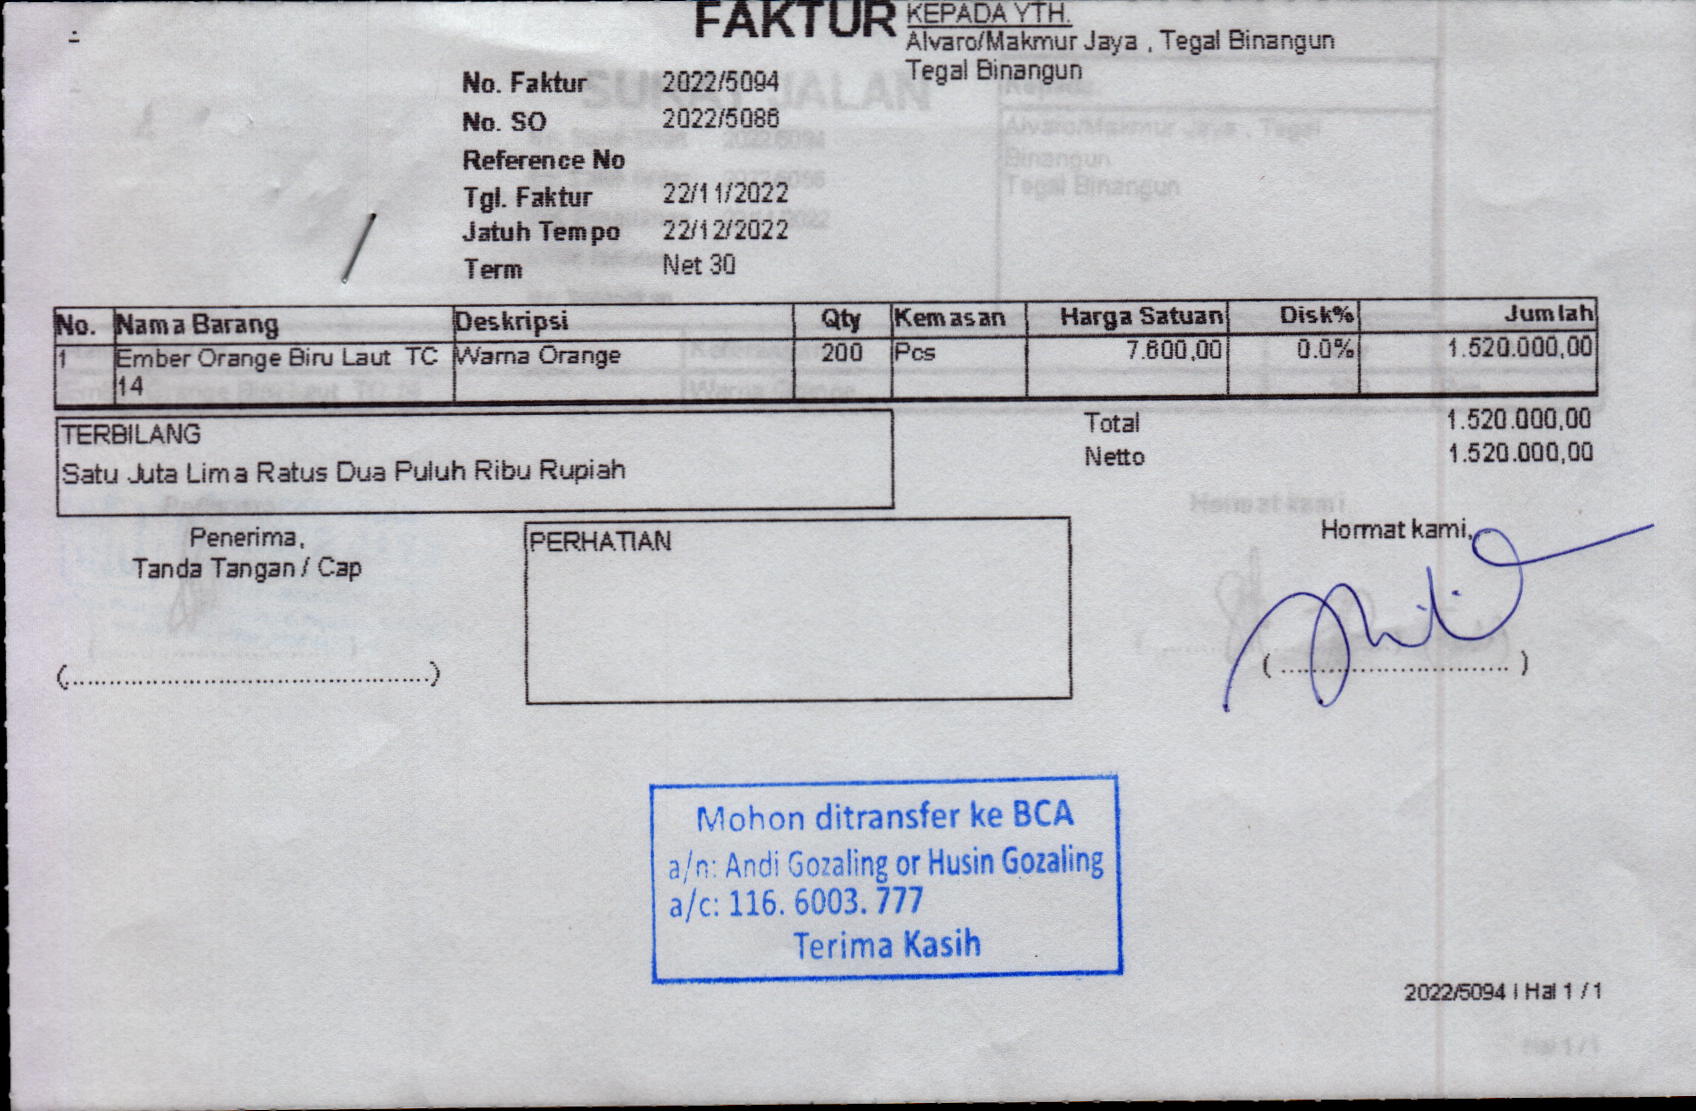 FAKTUR
KEPADA YTH.
Alvaro/Makmur Jaya , Tegal Binangun
Tegal Binangun
No. Faktur 2022/5094
No. SO 2022/5086
Reference No
Tgl. Faktur 22/11/2022
Jatuh Tempo 22/12/2022
Term Net 30
No. Nama Barang Deskripsi Qty Kemasan Harga Satuan Disk% Jumlah
1 Ember Orange Biru Laut TC Warna Orange 200 Pcs 7.600,00 0.0% 1.520.000,00
14
Total 1.520.000,00
Netto 1.520.000,00
TERBILANG
Satu Juta Lima Ratus Dua Puluh Ribu Rupiah
Penerima,
Tanda Tangan / Cap
(................................................)
PERHATIAN
Hormat kami,
( ............................... )
Mohon ditransfer ke BCA
a/n: Andi Gozaling or Husin Gozaling
a/c: 116. 6003. 777
Terima Kasih
2022/5094 | Hal 1 / 1